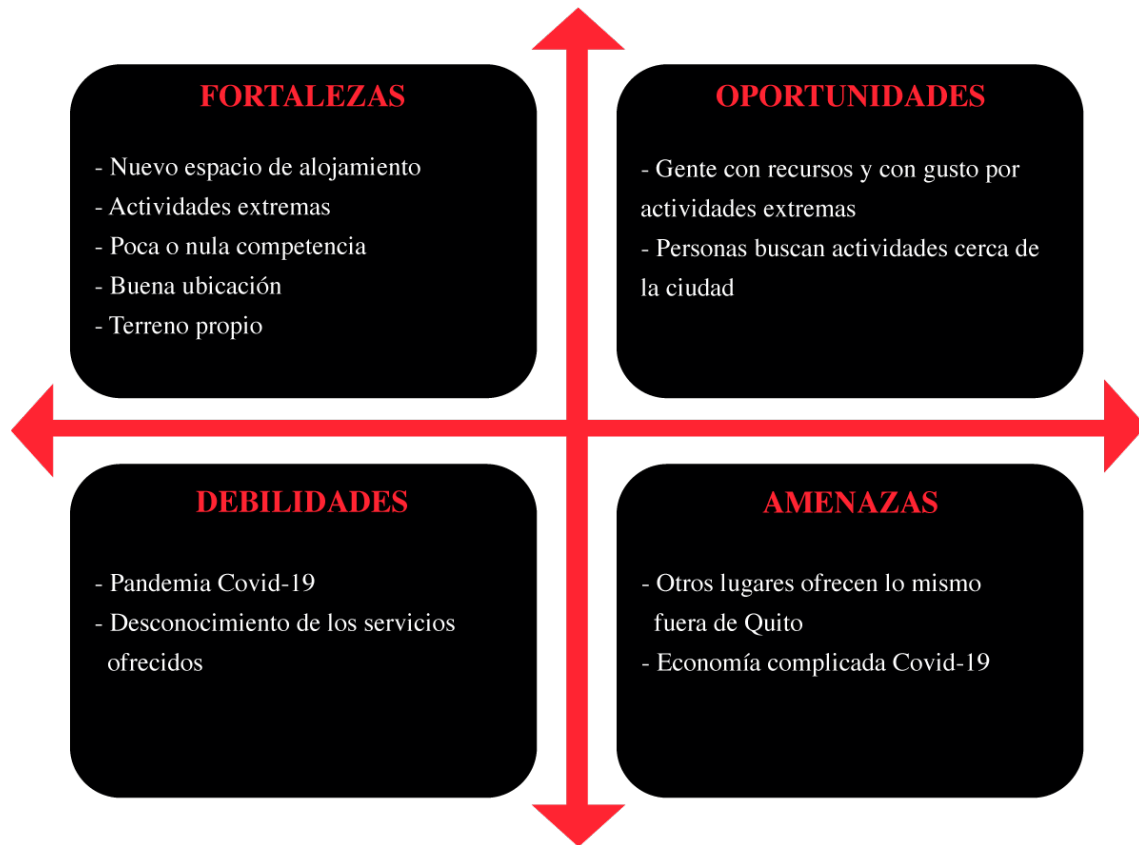 FORTALEZAS
- Nuevo espacio de alojamiento
- Actividades extremas
- Poca o nula competencia
- Buena ubicación
- Terreno propio
OPORTUNIDADES
- Gente con recursos y con gusto por
actividades extremas
- Personas buscan actividades cerca de
la ciudad
DEBILIDADES
- Pandemia Covid-19
- Desconocimiento de los servicios
ofrecidos
AMENAZAS
- Otros lugares ofrecen lo mismo
fuera de Quito
- Economía complicada Covid-19